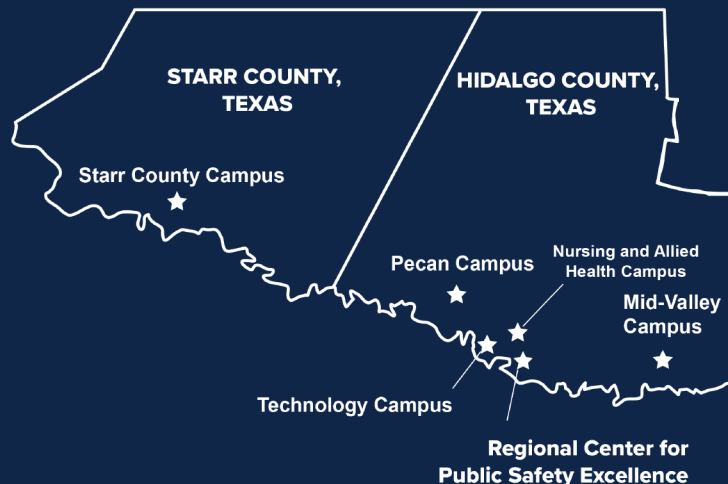 STARR COUNTY,
TEXAS
HIDALGO COUNTY,
TEXAS
Starr County Campus
Pecan Campus
Nursing and Allied
Health Campus
Mid-Valley
Campus
Technology Campus
Regional Center for
Public Safety Excellence